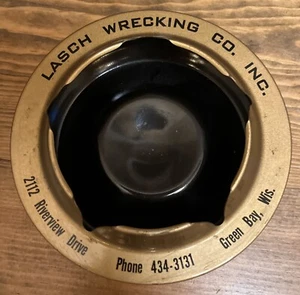 LASCH WRECKING CO. INC.
2112 Riverview Drive
Phone 434-3131
Green Bay, Wis.